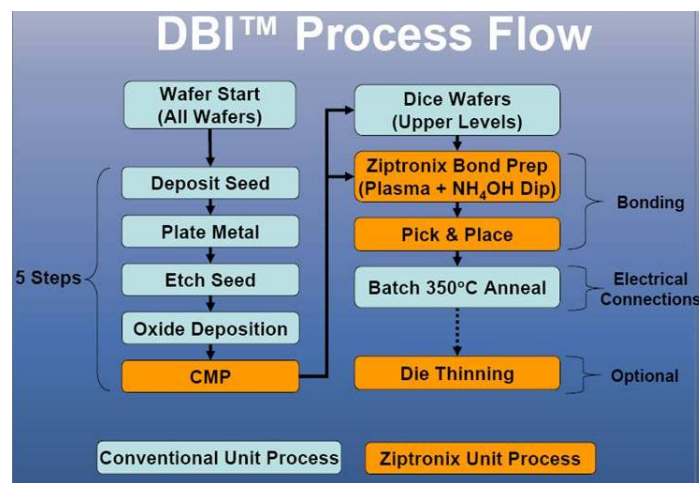 DBI™ Process Flow
Wafer Start
(All Wafers)
Deposit Seed
Plate Metal
Etch Seed
Oxide Deposition
CMP
5 Steps
Dice Wafers
(Upper Levels)
Ziptronix Bond Prep
(Plasma + NH₄OH Dip)
Pick & Place
Bonding
Batch 350°C Anneal
Electrical
Connections
Die Thinning
Optional
Conventional Unit Process
Ziptronix Unit Process